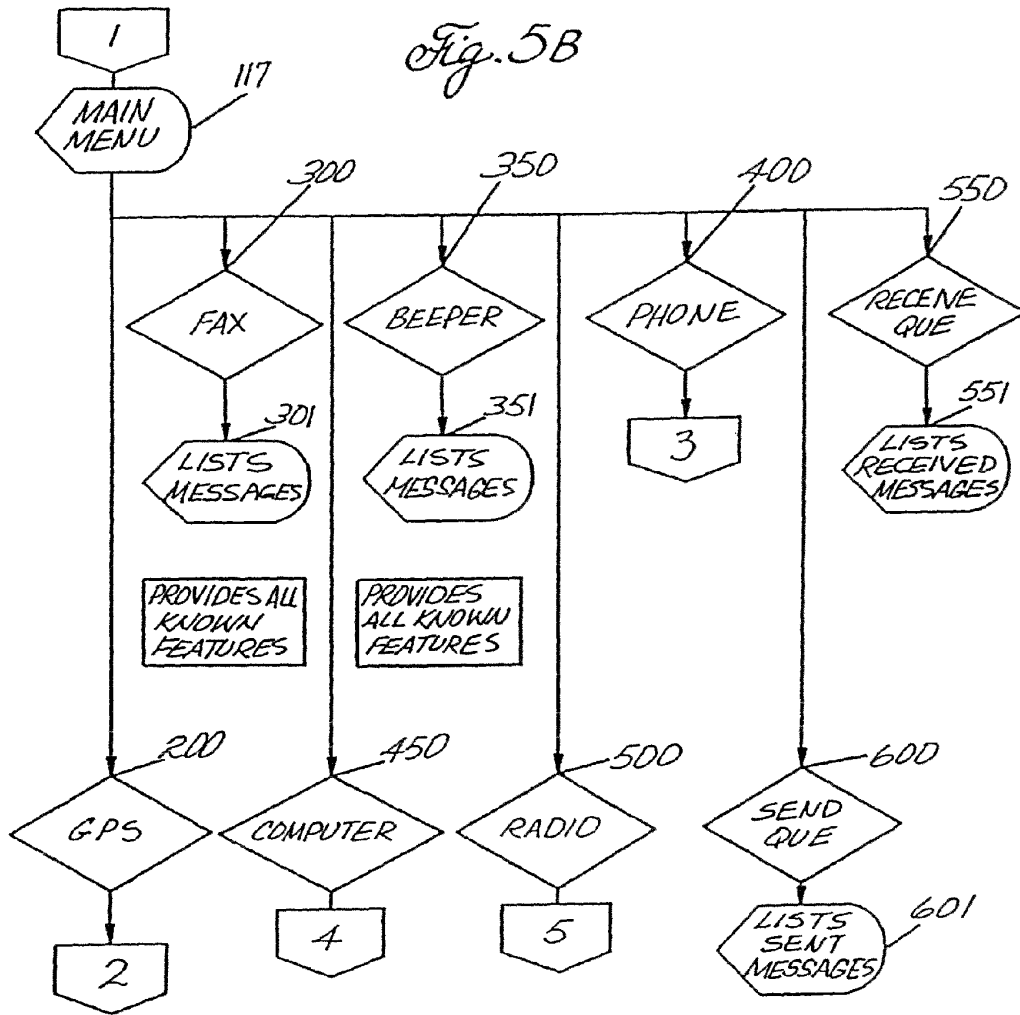 1
Fig. 5B
MAIN
MENU
117
300
350
400
550
FAX
BEEPER
PHONE
RECENE
QUE
301
LISTS
MESSAGES
351
LISTS
MESSAGES
3
551
LISTS
RECEIVED
MESSAGES
PROVIDES ALL
KNOWN
FEATURES
PROVIDES
ALL KNOWN
FEATURES
200
450
500
600
GPS
COMPUTER
RADIO
SEND
QUE
2
4
5
LISTS
SENT
MESSAGES
601